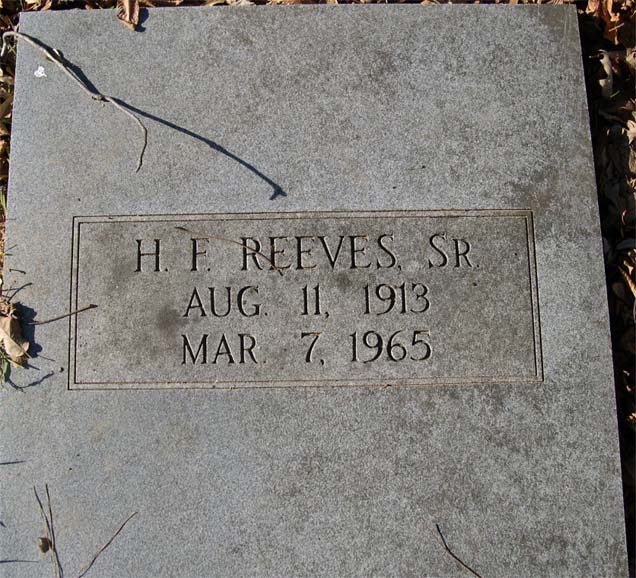 H. F. REEVES, SR.
AUG. 11, 1913
MAR. 7, 1965